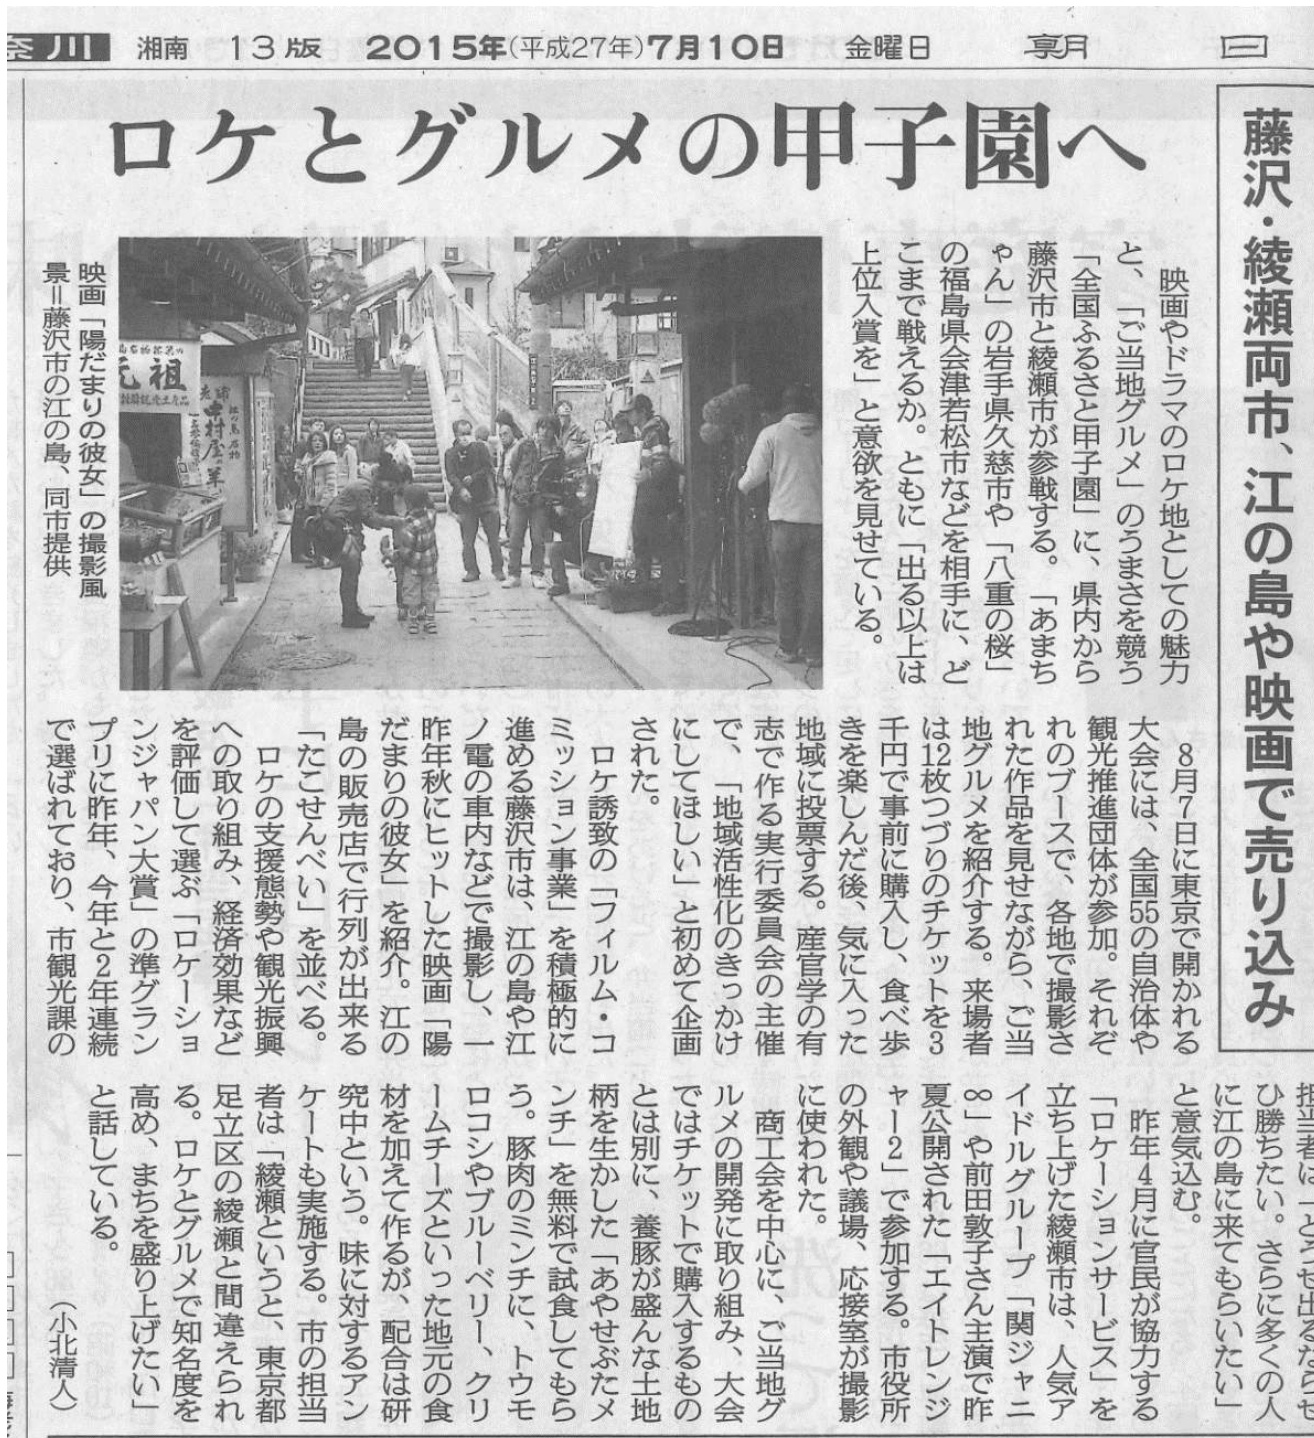 奈川 湘南 13版 2015年(平成27年)7月10日 金曜日 朝 日
藤沢・綾瀬両市、江の島や映画で売り込み
ロケとグルメの甲子園へ
映画やドラマのロケ地としての魅力
と、「ご当地グルメ」のうまさを競う
「全国ふるさと甲子園」に、県内から
藤沢市と綾瀬市が参戦する。「あまち
ゃん」の岩手県久慈市や「八重の桜」
の福島県会津若松市などを相手に、ど
こまで戦えるか。ともに「出る以上は
上位入賞を」と意欲を見せている。
元祖
老舗
中村屋の羊
江の島名物
映画「陽だまりの彼女」の撮影風
景＝藤沢市の江の島、同市提供
8月7日に東京で開かれる
大会には、全国55の自治体や
観光推進団体が参加。それぞ
れのブースで、各地で撮影さ
れた作品を見せながら、ご当
地グルメを紹介する。来場者
は12枚つづりのチケットを3
千円で事前に購入し、食べ歩
きを楽しんだ後、気に入った
地域に投票する。産官学の有
志で作る実行委員会の主催
で、「地域活性化のきっかけ
にしてほしい」と初めて企画
された。
ロケ誘致の「フィルム・コ
ミッション事業」を積極的に
進める藤沢市は、江の島や江
ノ電の車内などで撮影し、一
昨年秋にヒットした映画「陽
だまりの彼女」を紹介。江の
島の販売店で行列が出来る
「たこせんべい」を並べる。
ロケの支援態勢や観光振興
への取り組み、経済効果など
を評価して選ぶ「ロケーショ
ンジャパン大賞」の準グラン
プリに昨年、今年と2年連続
で選ばれており、市観光課の
担当者は「どうせ出るならぜ
ひ勝ちたい。さらに多くの人
に江の島に来てもらいたい」
と意気込む。
昨年4月に官民が協力する
「ロケーションサービス」を
立ち上げた綾瀬市は、人気ア
イドルグループ「関ジャニ
∞」や前田敦子さん主演で昨
夏公開された「エイトレンジ
ャー2」で参加する。市役所
の外観や議場、応接室が撮影
に使われた。
商工会を中心に、ご当地グ
ルメの開発に取り組み、大会
ではチケットで購入するもの
とは別に、養豚が盛んな土地
柄を生かした「あやせぶたメ
ンチ」を無料で試食してもら
う。豚肉のミンチに、トウモ
ロコシやブルーベリー、クリ
ームチーズといった地元の食
材を加えて作るが、配合は研
究中という。味に対するアン
ケートも実施する。市の担当
者は「綾瀬というと、東京都
足立区の綾瀬と間違えられ
る。ロケとグルメで知名度を
高め、まちを盛り上げたい」
と話している。
（小北清人）